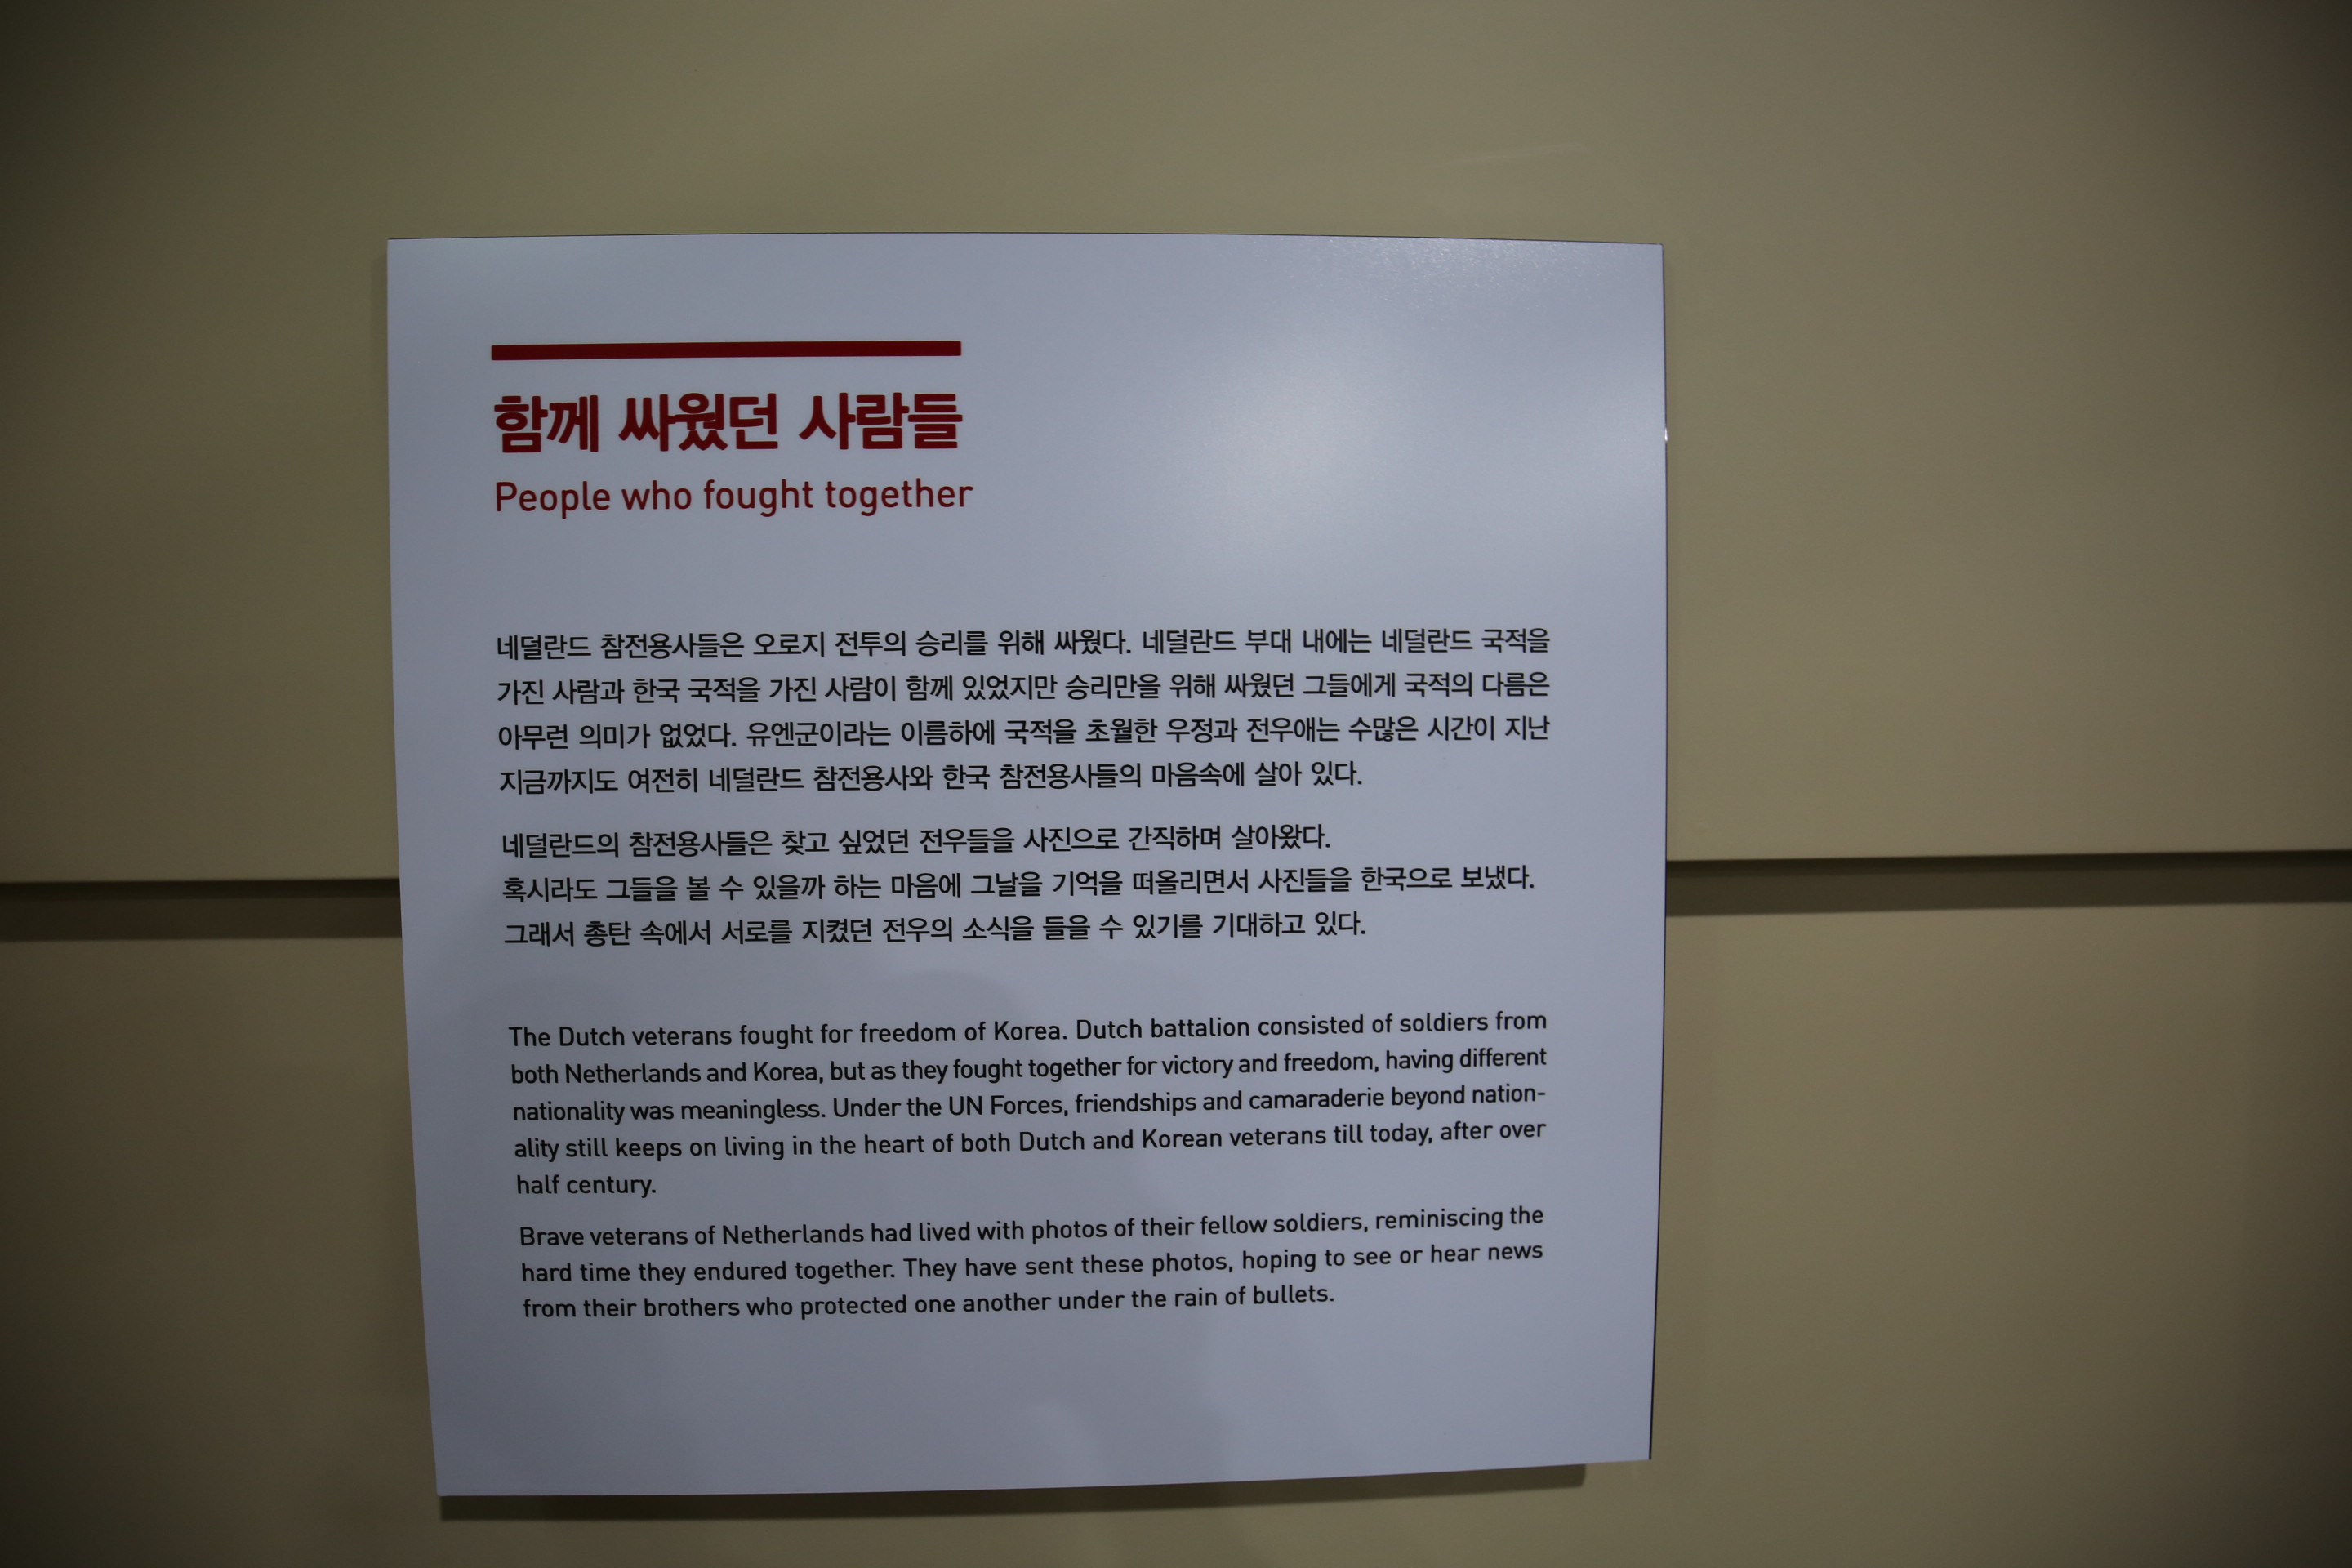 함께 싸웠던 사람들
People who fought together
네덜란드 참전용사들은 오로지 전투의 승리를 위해 싸웠다. 네덜란드 부대 내에는 네덜란드 국적을
가진 사람과 한국 국적을 가진 사람이 함께 있었지만 승리만을 위해 싸웠던 그들에게 국적의 다름은
아무런 의미가 없었다. 유엔군이라는 이름하에 국적을 초월한 우정과 전우애는 수많은 시간이 지난
지금까지도 여전히 네덜란드 참전용사와 한국 참전용사들의 마음속에 살아 있다.
네덜란드의 참전용사들은 찾고 싶었던 전우들을 사진으로 간직하며 살아왔다.
혹시라도 그들을 볼 수 있을까 하는 마음에 그날을 기억을 떠올리면서 사진들을 한국으로 보냈다.
그래서 총탄 속에서 서로를 지켰던 전우의 소식을 들을 수 있기를 기대하고 있다.
The Dutch veterans fought for freedom of Korea. Dutch battalion consisted of soldiers from
both Netherlands and Korea, but as they fought together for victory and freedom, having different
nationality was meaningless. Under the UN Forces, friendships and camaraderie beyond nation-
ality still keeps on living in the heart of both Dutch and Korean veterans till today, after over
half century.
Brave veterans of Netherlands had lived with photos of their fellow soldiers, reminiscing the
hard time they endured together. They have sent these photos, hoping to see or hear news
from their brothers who protected one another under the rain of bullets.